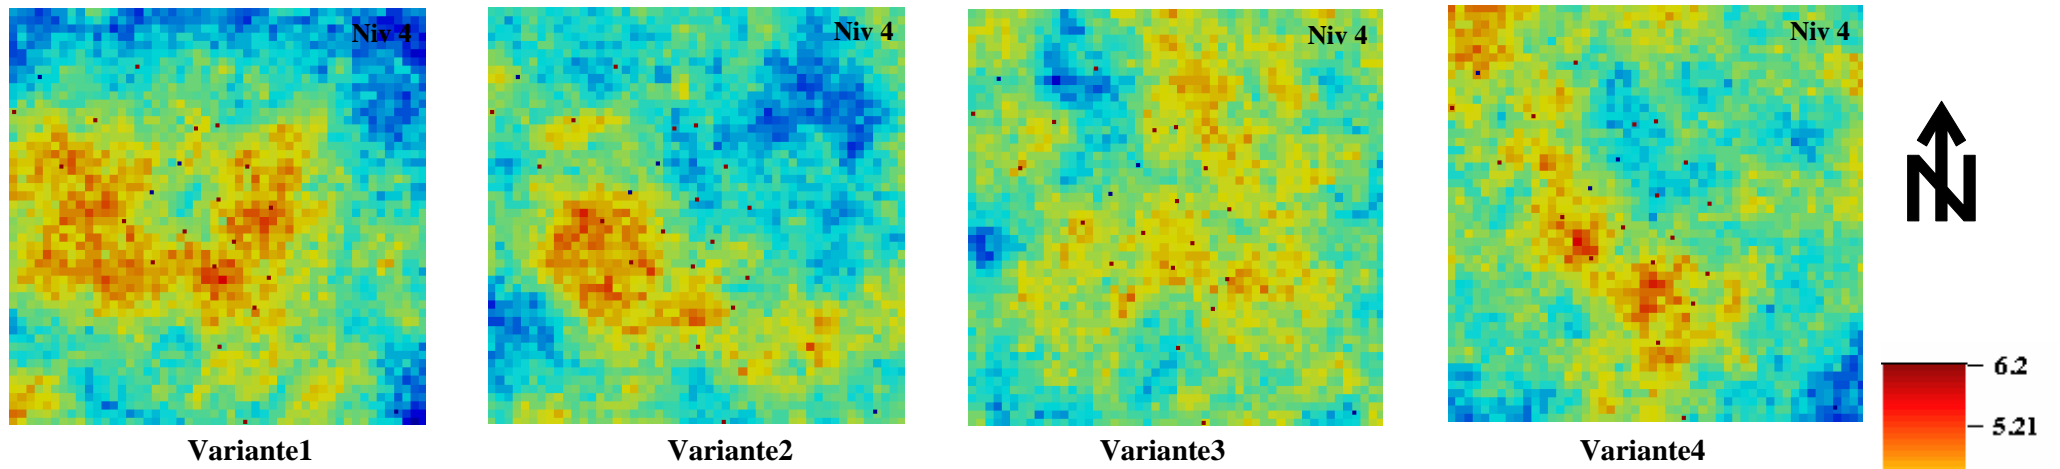 Niv 4
Niv 4
Niv 4
Niv 4
N
6.2
5.21
Variante1
Variante2
Variante3
Variante4